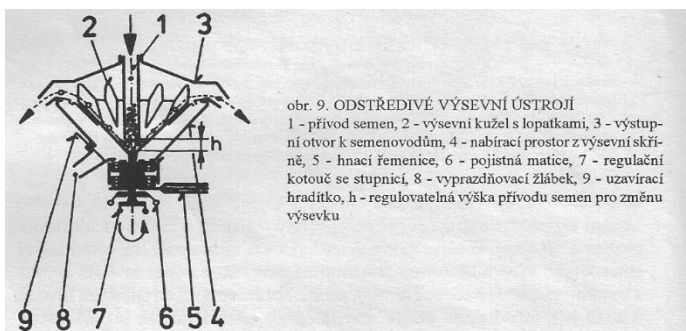 1
2
3
h
9
8
7
6
5
4
obr. 9. ODSTŘEDIVÉ VÝSEVNÍ ÚSTROJÍ
1 - přívod semen, 2 - výsevní kužel s lopatkami, 3 - výstup-
ní otvor k semenovodům, 4 - nabírací prostor z výsevní skří-
ně, 5 - hnací řemenice, 6 - pojistná matice, 7 - regulační
kotouč se stupnicí, 8 - vyprazdňovací žlábek, 9 - uzavírací
hradítko, h - regulovatelná výška přívodu semen pro změnu
výsevku